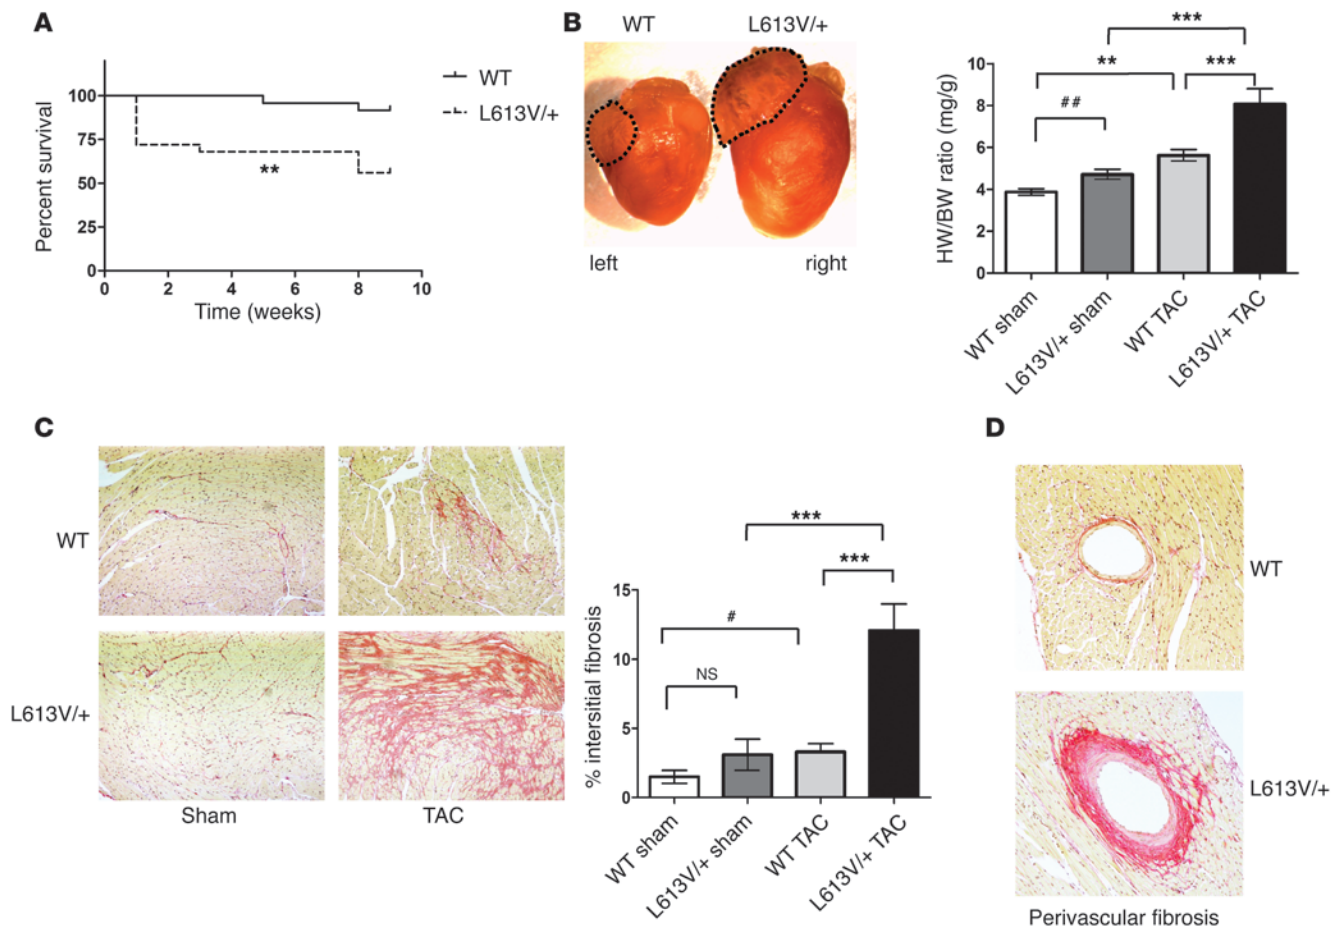 A
Percent survival
100
75
50
25
0
0 2 4 6 8 10
Time (weeks)
WT
L613V/+
**
B
WT L613V/+
left right
HW/BW ratio (mg/g)
10
8
6
4
2
0
***
** ***
##
WT sham
L613V/+ sham
WT TAC
L613V/+ TAC
C
WT
L613V/+
Sham TAC
% intersitial fibrosis
15
10
5
0
***
***
#
NS
WT sham
L613V/+ sham
WT TAC
L613V/+ TAC
D
WT
L613V/+
Perivascular fibrosis